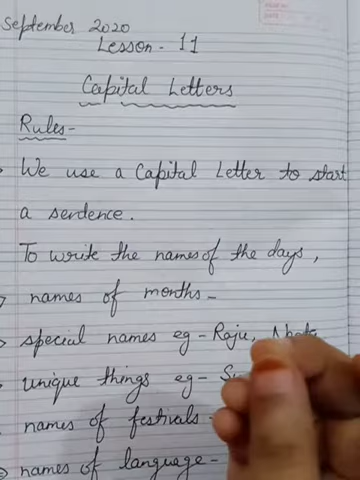 September 2020
Lesson - 11
Capital Letters
Rules-
We use a Capital Letter to start
a sentence.
To write the names of the days,
names of months-
special names eg- Raju,
unique things eg-
names of festivals-
names of language-